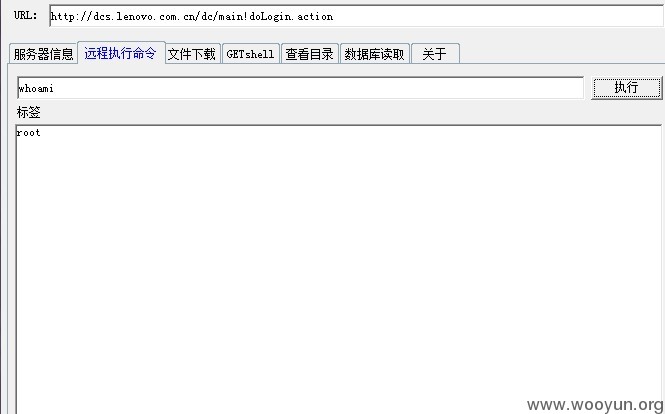 URL: http://dcs.lenovo.com.cn/dc/main!doLogin.action
服务器信息 远程执行命令 文件下载 GETshell 查看目录 数据库读取 关于
whoami 执行
标签
root
www.wooyun.org